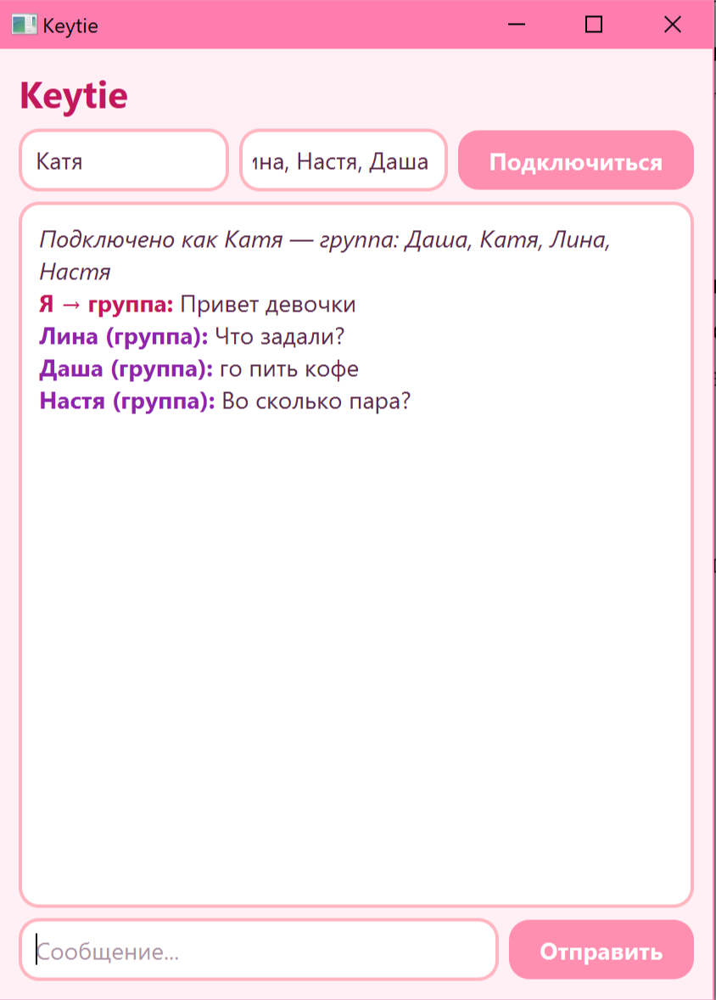 Keytie
Keytie
Катя
на, Настя, Даша
Подключиться
Подключено как Катя — группа: Даша, Катя, Лина,
Настя
Я → группа: Привет девочки
Лина (группа): Что задали?
Даша (группа): го пить кофе
Настя (группа): Во сколько пара?
Сообщение...
Отправить